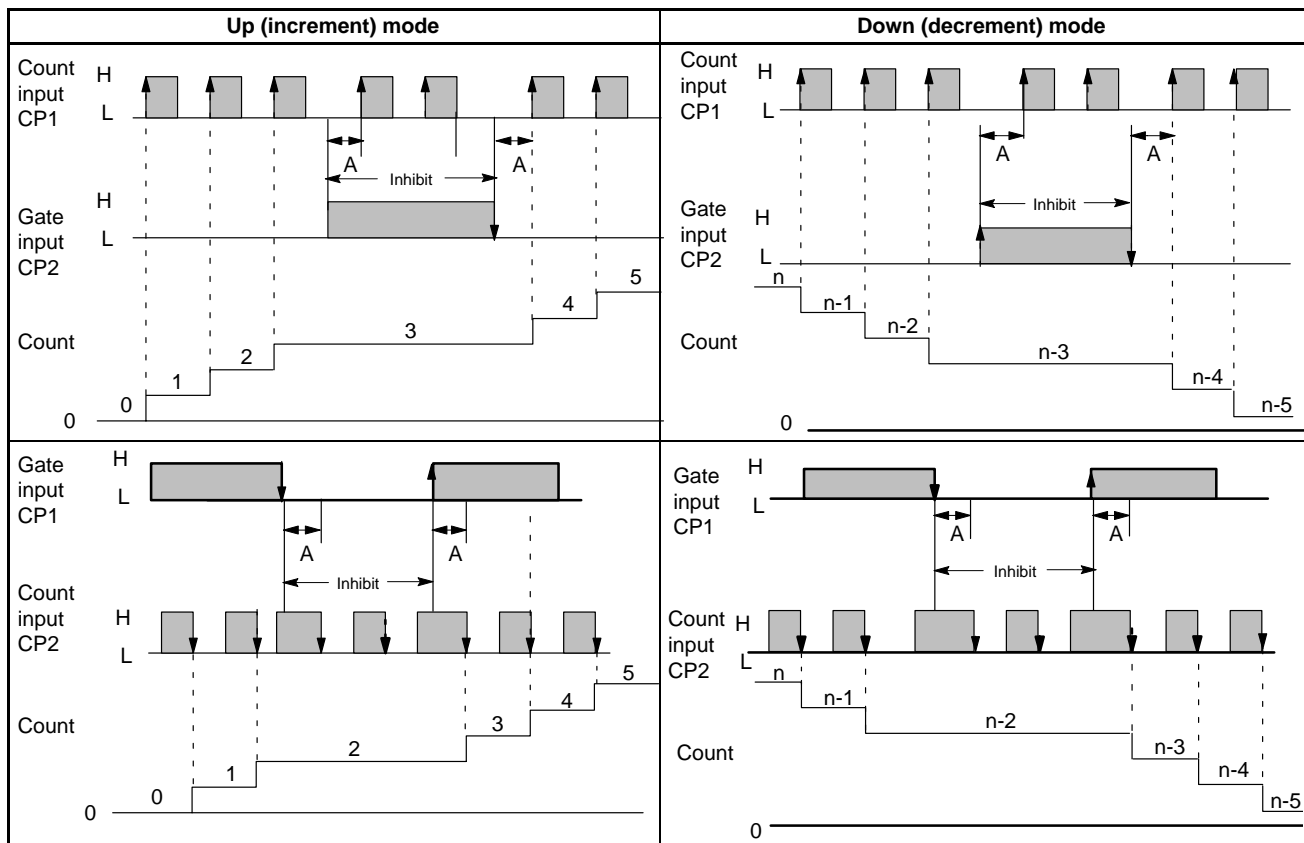 Up (increment) mode
Down (decrement) mode
Count
input
CP1
H
L
A
A
Inhibit
Gate
input
CP2
H
L
Count
0
1
2
3
4
5
0
Count
input
CP1
H
L
A
A
Inhibit
Gate
input
CP2
H
L
Count
n
n-1
n-2
n-3
n-4
n-5
0
Gate
input
CP1
H
L
A
A
Inhibit
Count
input
CP2
H
L
Count
0
1
2
3
4
5
0
Gate
input
CP1
H
L
A
A
Inhibit
Count
input
CP2
H
L
Count
n
n-1
n-2
n-3
n-4
n-5
0